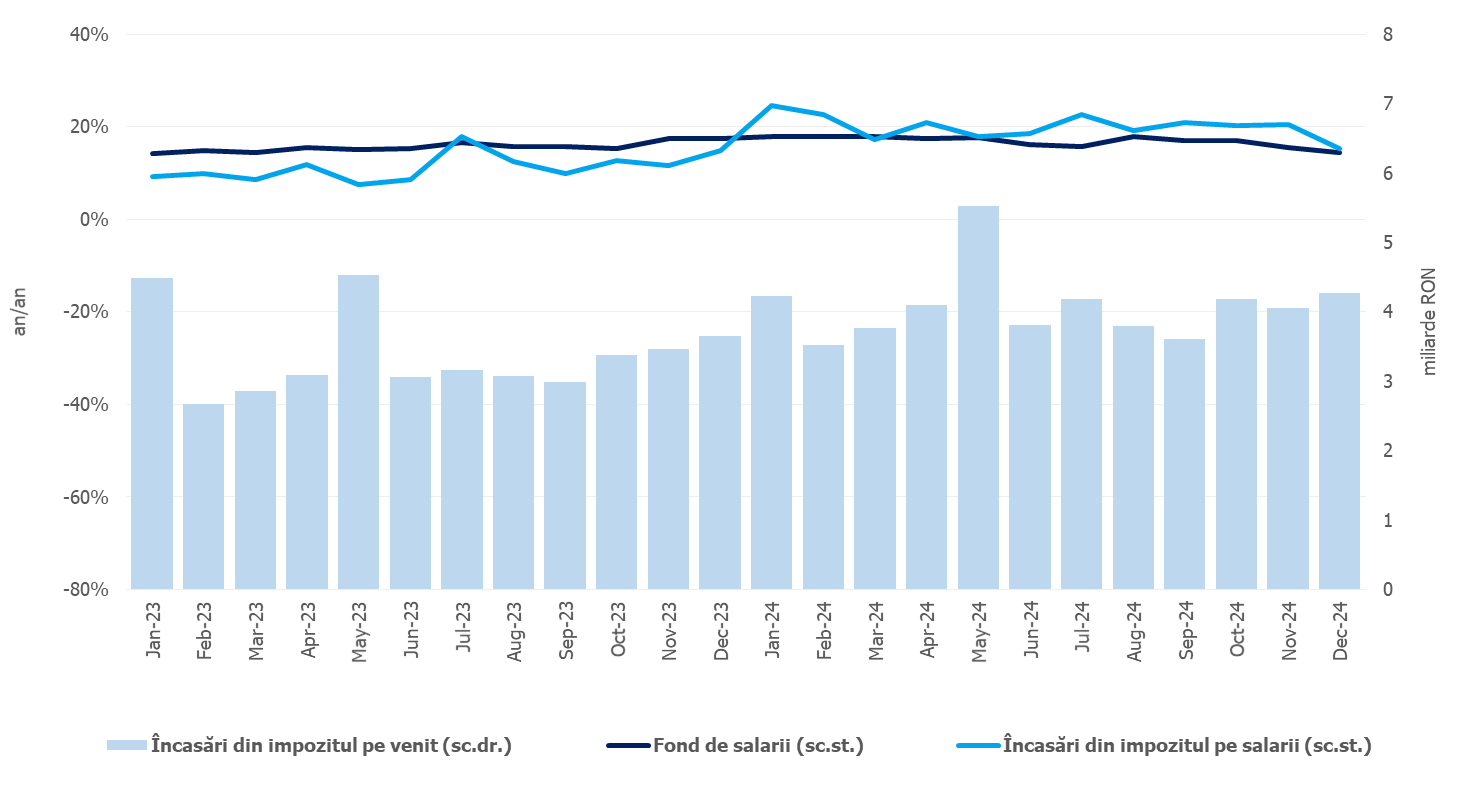 40%
20%
0%
-20%
-40%
-60%
-80%
an/an
8
7
6
5
4
3
2
1
0
miliarde RON
Jan-23
Feb-23
Mar-23
Apr-23
May-23
Jun-23
Jul-23
Aug-23
Sep-23
Oct-23
Nov-23
Dec-23
Jan-24
Feb-24
Mar-24
Apr-24
May-24
Jun-24
Jul-24
Aug-24
Sep-24
Oct-24
Nov-24
Dec-24
Încasări din impozitul pe venit (sc.dr.)
Fond de salarii (sc.st.)
Încasări din impozitul pe salarii (sc.st.)